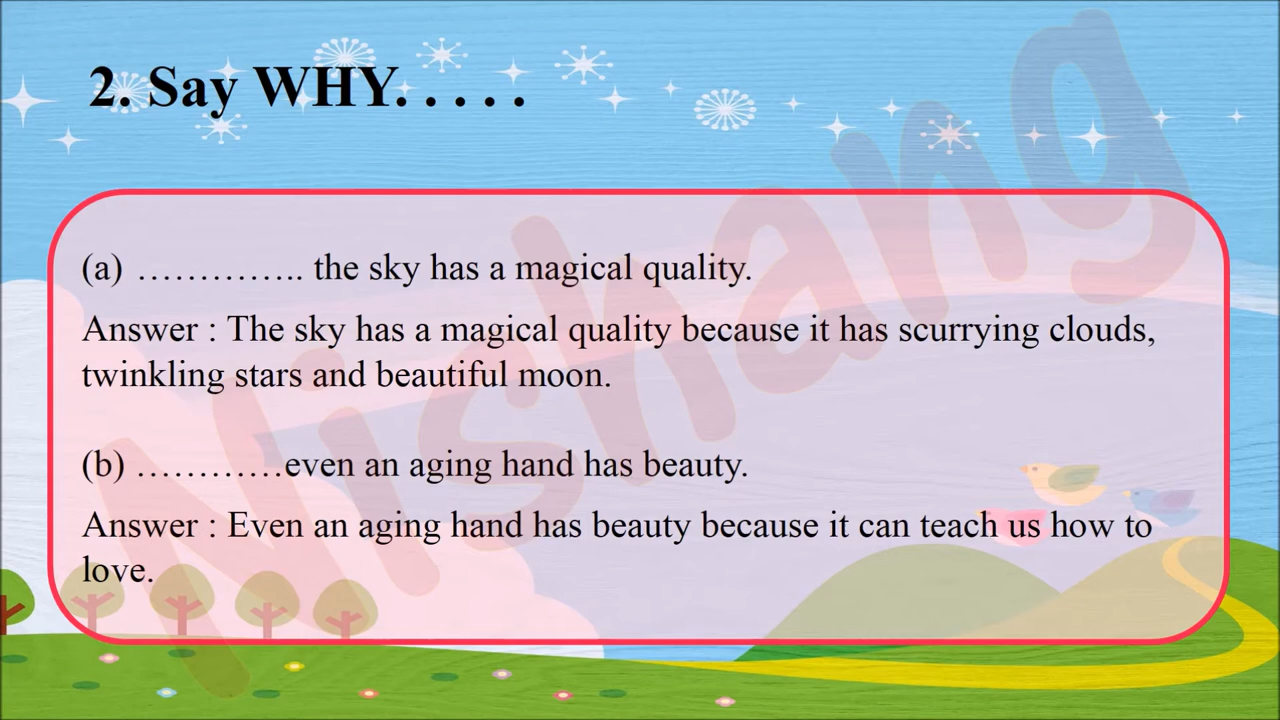 2. Say WHY. . . . .
(a) ………….. the sky has a magical quality.
Answer : The sky has a magical quality because it has scurrying clouds,
twinkling stars and beautiful moon.
(b) ………….even an aging hand has beauty.
Answer : Even an aging hand has beauty because it can teach us how to
love.
Nishang